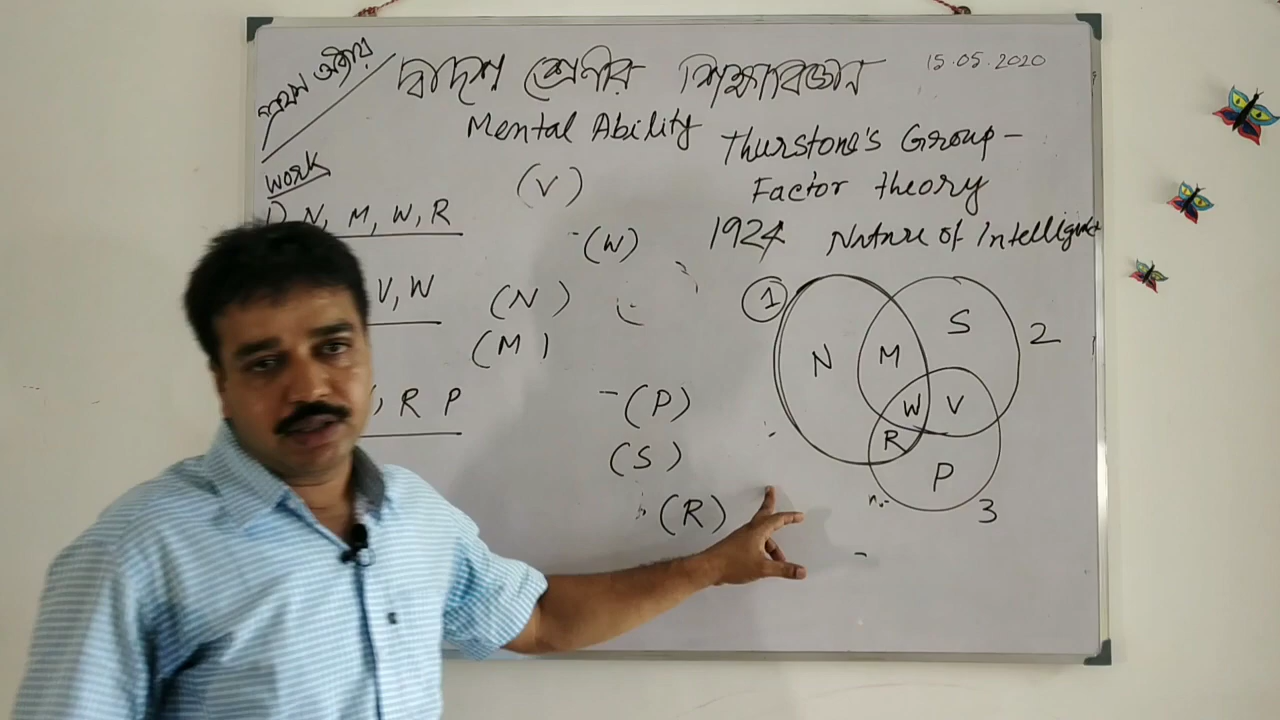 প্রথম অধ্যায়
দ্বাদশ শ্রেণীর শিক্ষাবিজ্ঞান
15.05.2020
Mental Ability
Thurstone's Group-
Factor theory
1924 Nature of Intelligence
Work
1) N, M, W, R
V, W
, R P
(V)
(W)
(N)
(M)
(P)
(S)
(R)
1
N M S 2
W V
R
P
3